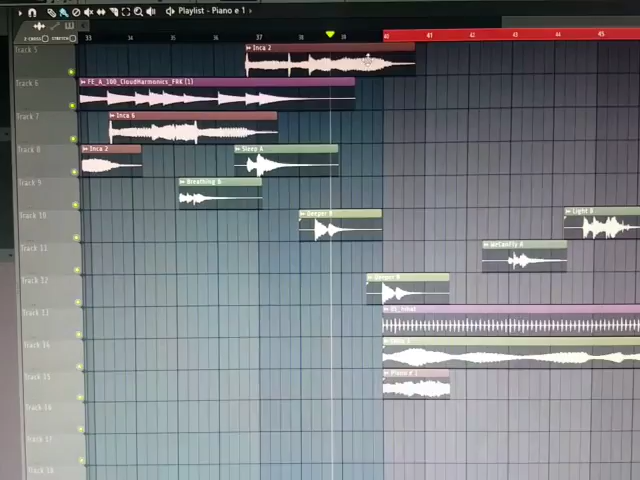 Playlist - Piano e 1 ›
Z CROSS STRETCH
33 34 35 36 37 38 39 40 41 42 43 44 45
Track 5
Inca 2
Track 6
FE_A_100_CloudHarmonics_FRK (1)
Track 7
Inca 6
Track 8
Inca 2
Sleep A
Track 9
Breathing B
Track 10
Deeper B
Light B
Track 11
WeCanFly A
Track 12
Deeper B
Track 13
Track 14
Track 15
Piano e 1
Track 16
Track 17
Track 18